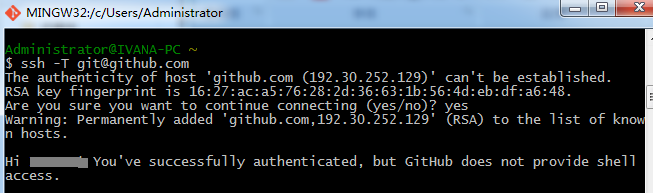 MINGW32:/c/Users/Administrator
Administrator@IVANA-PC ~
$ ssh -T git@github.com
The authenticity of host 'github.com (192.30.252.129)' can't be established.
RSA key fingerprint is 16:27:ac:a5:76:28:2d:36:63:1b:56:4d:eb:df:a6:48.
Are you sure you want to continue connecting (yes/no)? yes
Warning: Permanently added 'github.com,192.30.252.129' (RSA) to the list of know
n hosts.
Hi You've successfully authenticated, but GitHub does not provide shell
access.